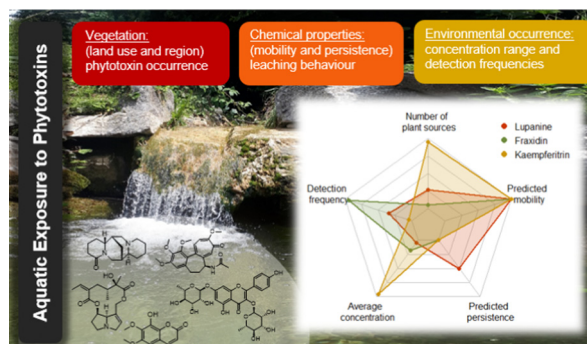 Aquatic Exposure to Phytotoxins
Vegetation:
(land use and region)
phytotoxin occurrence
Chemical properties:
(mobility and persistence)
leaching behaviour
Environmental occurrence:
concentration range and
detection frequencies
Number of
plant sources
Lupanine
Fraxidin
Kaempferitrin
Detection
frequency
Predicted
mobility
Average
concentration
Predicted
persistence